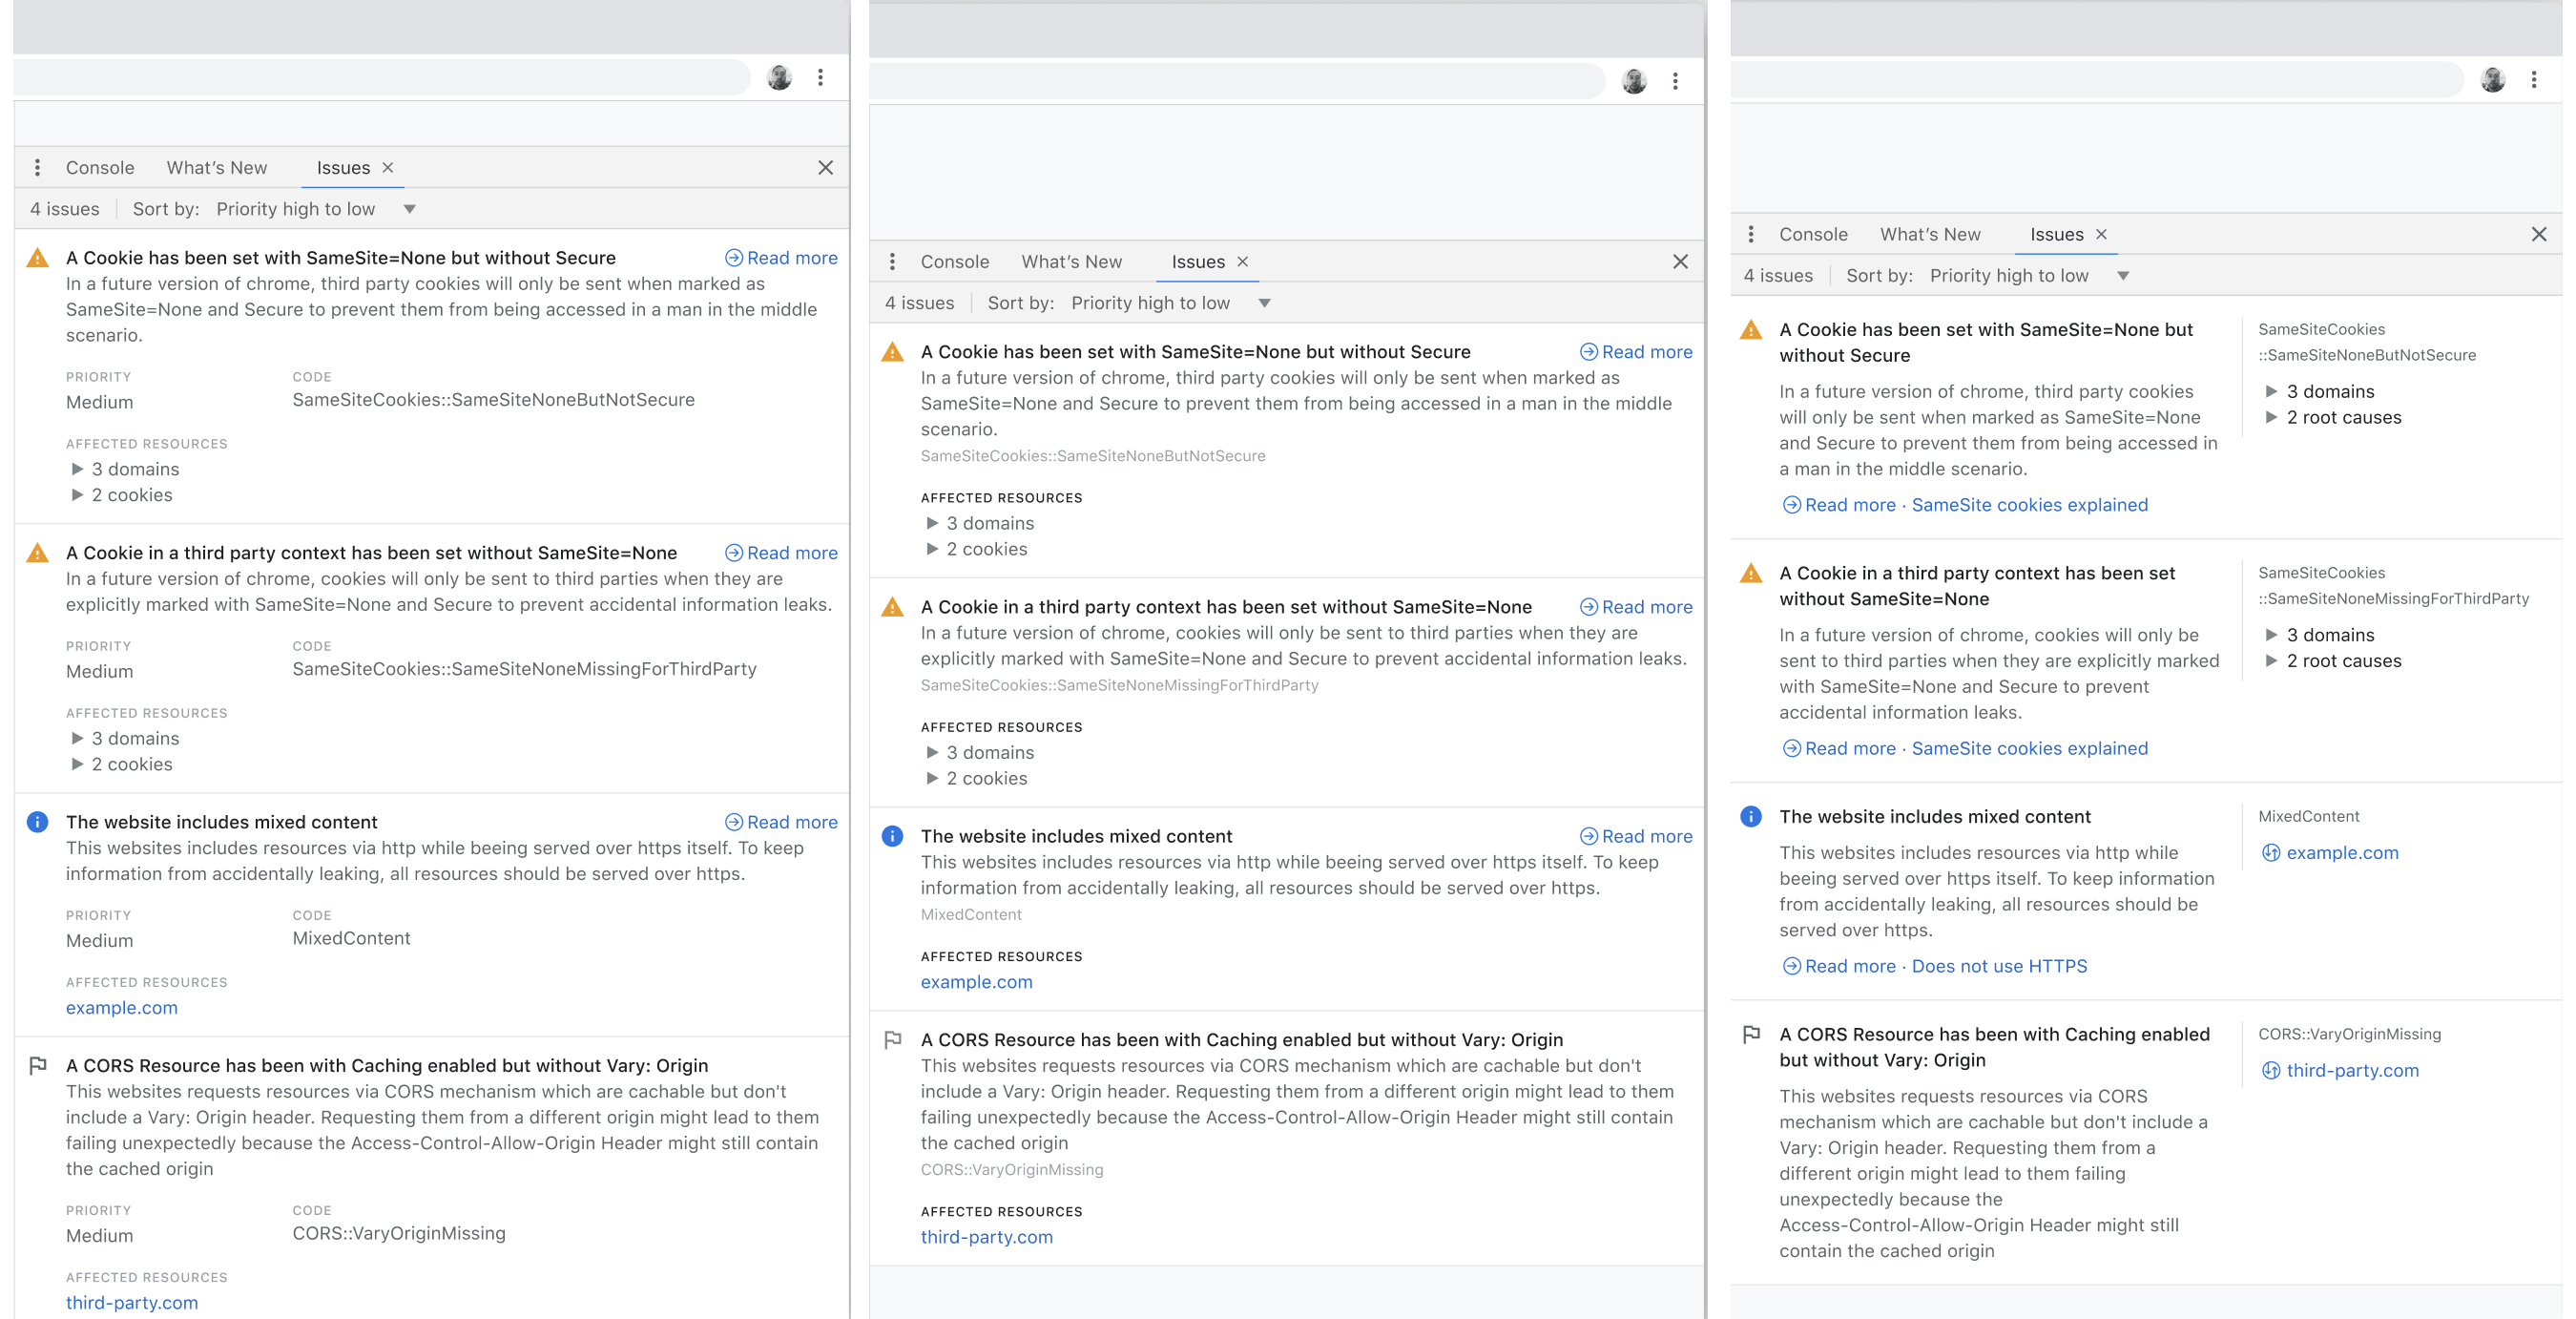 Console What's New Issues
4 issues Sort by: Priority high to low
A Cookie has been set with SameSite=None but without Secure Read more
In a future version of chrome, third party cookies will only be sent when marked as
SameSite=None and Secure to prevent them from being accessed in a man in the middle
scenario.
PRIORITY CODE
Medium SameSiteCookies::SameSiteNoneButNotSecure
AFFECTED RESOURCES
3 domains
2 cookies
A Cookie in a third party context has been set without SameSite=None Read more
In a future version of chrome, cookies will only be sent to third parties when they are
explicitly marked with SameSite=None and Secure to prevent accidental information leaks.
PRIORITY CODE
Medium SameSiteCookies::SameSiteNoneMissingForThirdParty
AFFECTED RESOURCES
3 domains
2 cookies
The website includes mixed content Read more
This websites includes resources via http while beeing served over https itself. To keep
information from accidentally leaking, all resources should be served over https.
PRIORITY CODE
Medium MixedContent
AFFECTED RESOURCES
example.com
A CORS Resource has been with Caching enabled but without Vary: Origin
This websites requests resources via CORS mechanism which are cachable but don't
include a Vary: Origin header. Requesting them from a different origin might lead to them
failing unexpectedly because the Access-Control-Allow-Origin Header might still contain
the cached origin
PRIORITY CODE
Medium CORS::VaryOriginMissing
AFFECTED RESOURCES
third-party.com
Console What's New Issues
4 issues Sort by: Priority high to low
A Cookie has been set with SameSite=None but without Secure Read more
In a future version of chrome, third party cookies will only be sent when marked as
SameSite=None and Secure to prevent them from being accessed in a man in the middle
scenario.
SameSiteCookies::SameSiteNoneButNotSecure
AFFECTED RESOURCES
3 domains
2 cookies
A Cookie in a third party context has been set without SameSite=None Read more
In a future version of chrome, cookies will only be sent to third parties when they are
explicitly marked with SameSite=None and Secure to prevent accidental information leaks.
SameSiteCookies::SameSiteNoneMissingForThirdParty
AFFECTED RESOURCES
3 domains
2 cookies
The website includes mixed content Read more
This websites includes resources via http while beeing served over https itself. To keep
information from accidentally leaking, all resources should be served over https.
MixedContent
AFFECTED RESOURCES
example.com
A CORS Resource has been with Caching enabled but without Vary: Origin
This websites requests resources via CORS mechanism which are cachable but don't
include a Vary: Origin header. Requesting them from a different origin might lead to them
failing unexpectedly because the Access-Control-Allow-Origin Header might still contain
the cached origin
CORS::VaryOriginMissing
AFFECTED RESOURCES
third-party.com
Console What's New Issues
4 issues Sort by: Priority high to low
A Cookie has been set with SameSite=None but
without Secure
In a future version of chrome, third party cookies
will only be sent when marked as SameSite=None
and Secure to prevent them from being accessed in
a man in the middle scenario.
Read more · SameSite cookies explained
SameSiteCookies
::SameSiteNoneButNotSecure
3 domains
2 root causes
A Cookie in a third party context has been set
without SameSite=None
In a future version of chrome, cookies will only be
sent to third parties when they are explicitly marked
with SameSite=None and Secure to prevent
accidental information leaks.
Read more · SameSite cookies explained
SameSiteCookies
::SameSiteNoneMissingForThirdParty
3 domains
2 root causes
The website includes mixed content
This websites includes resources via http while
beeing served over https itself. To keep information
from accidentally leaking, all resources should be
served over https.
Read more · Does not use HTTPS
MixedContent
example.com
A CORS Resource has been with Caching enabled
but without Vary: Origin
This websites requests resources via CORS
mechanism which are cachable but don't include a
Vary: Origin header. Requesting them from a
different origin might lead to them failing
unexpectedly because the
Access-Control-Allow-Origin Header might still
contain the cached origin
CORS::VaryOriginMissing
third-party.com